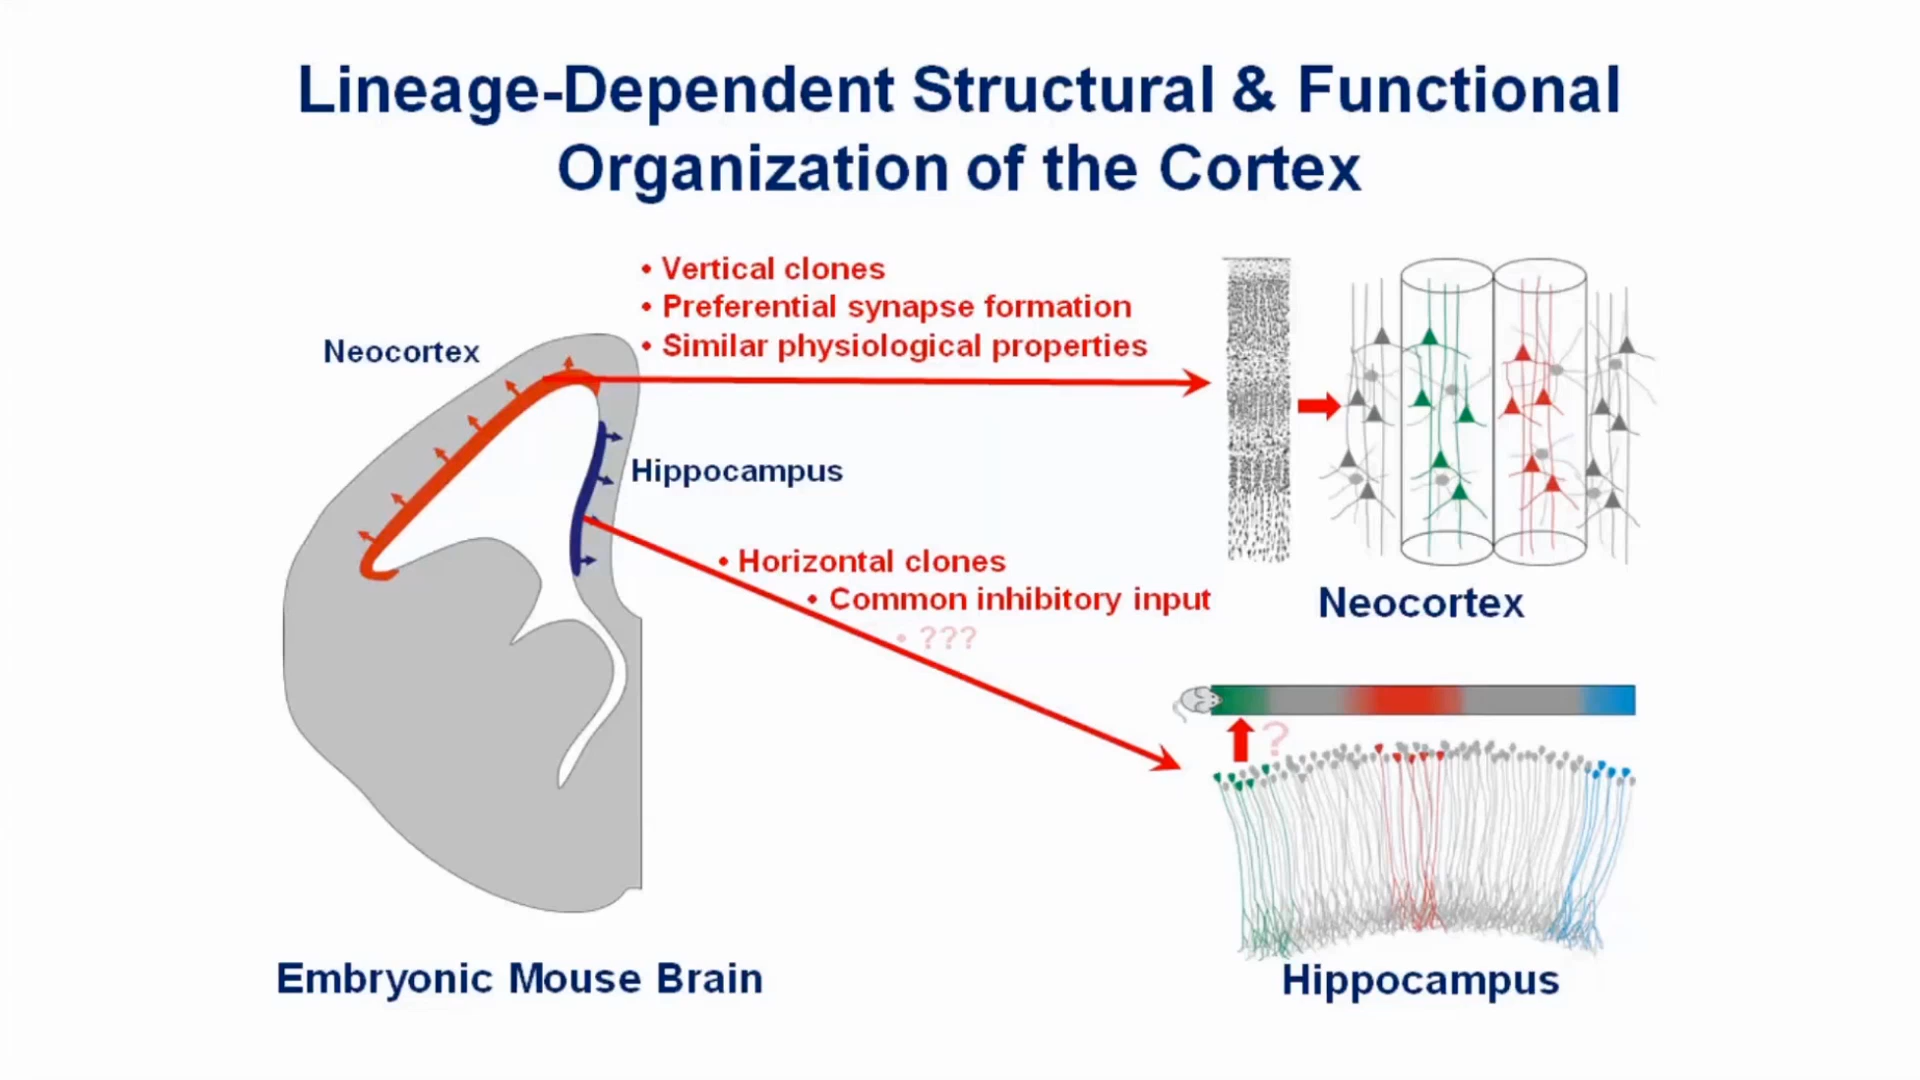 Lineage-Dependent Structural & Functional
Organization of the Cortex
• Vertical clones
• Preferential synapse formation
• Similar physiological properties
Neocortex
Hippocampus
• Horizontal clones
• Common inhibitory input
• ???
Neocortex
?
Embryonic Mouse Brain
Hippocampus